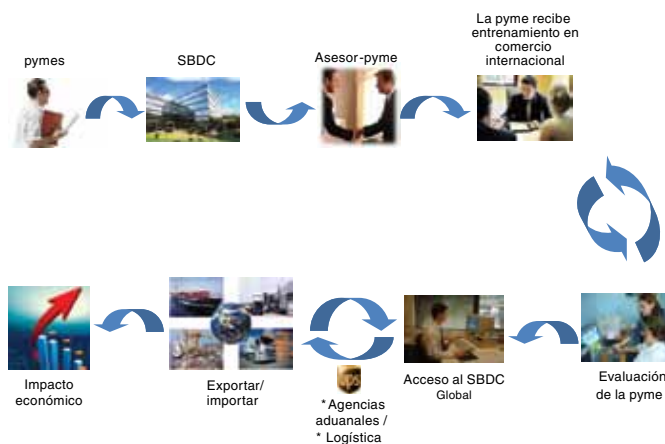 pymes
SBDC
Asesor-pyme
La pyme recibe
entrenamiento en
comercio
internacional
Impacto
económico
Exportar/
importar
ups
* Agencias
aduanales /
* Logística
Acceso al SBDC
Global
Evaluación
de la pyme